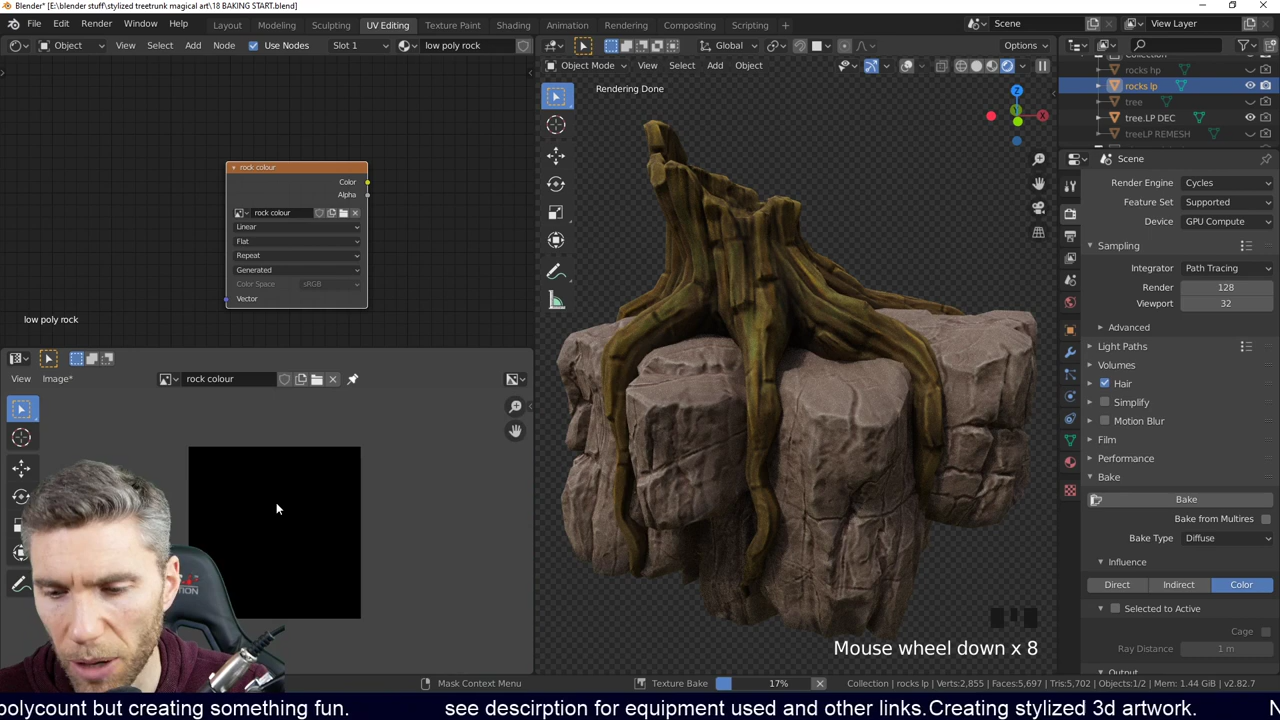 Blender* [E:\blender stuff\stylized treetrunk magical art\18 BAKING START.blend]
File Edit Render Window Help Layout Modeling Sculpting UV Editing Texture Paint Shading Animation Rendering Compositing Scripting Scene View Layer
Object View Select Add Node Use Nodes Slot 1 low poly rock Global Options
Object Mode View Select Add Object
Rendering Done
Collection
rocks hp
rocks lp
tree
tree.LP DEC
treeLP REMESH
Z
X
rock colour
Color
Alpha
rock colour
Linear
Flat
Repeat
Generated
Color Space sRGB
Vector
low poly rock
View Image* rock colour
Scene
Render Engine Cycles
Feature Set Supported
Device GPU Compute
Sampling
Integrator Path Tracing
Render 128
Viewport 32
Advanced
Light Paths
Volumes
Hair
Simplify
Motion Blur
Film
Performance
Bake
Bake
Bake from Multires
Bake Type Diffuse
Influence
Direct Indirect Color
Selected to Active
Cage
Ray Distance 1 m
Output
Mouse wheel down x 8
Mask Context Menu Texture Bake 17% Collection | rocks lp | Verts:2,855 | Faces:5,697 | Tris:5,702 | Objects:1/2 | Mem: 1.44 GiB | v2.82.7
polycount but creating something fun. see descirption for equipment used and other links.Creating stylized 3d artwork. N